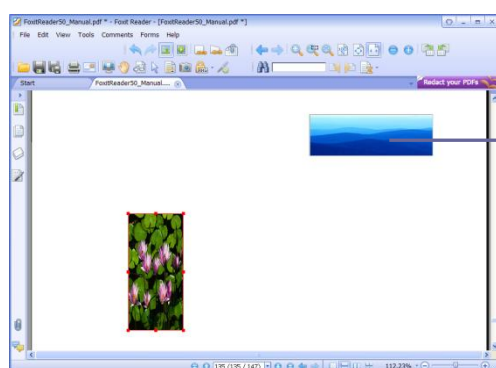 FoxitReader50_Manual.pdf * - Foxit Reader - [FoxitReader50_Manual.pdf *]
File Edit View Tools Comments Forms Help
Start FoxitReader50_Manual.... Redact your PDFs
135 (135 / 147) 112.23%